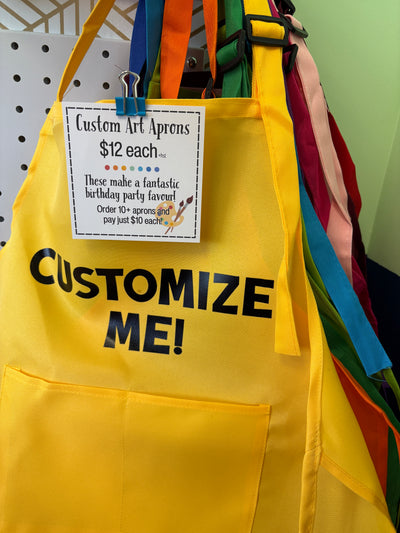 Custom Art Aprons
$12 each +hst
These make a fantastic
birthday party favour!
Order 10+ aprons and
pay just $10 each!
CUSTOMIZE
ME!